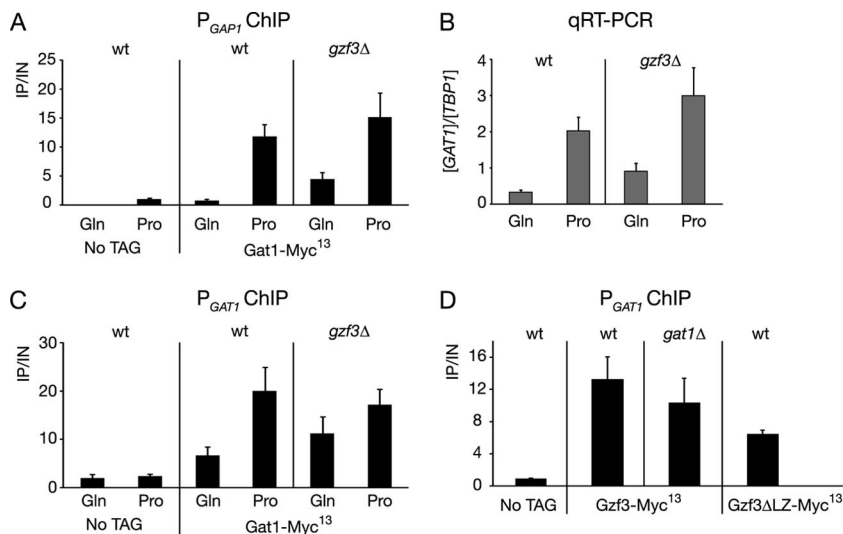 A
P_GAP1 ChIP
wt
wt
gzf3Δ
IP/IN
25
20
15
10
5
0
Gln Pro Gln Pro Gln Pro
No TAG Gat1-Myc¹³
B
qRT-PCR
wt
gzf3Δ
[GAT1]/[TBP1]
4
3
2
1
0
Gln Pro Gln Pro
C
P_GAT1 ChIP
wt
wt
gzf3Δ
IP/IN
30
20
10
0
Gln Pro Gln Pro Gln Pro
No TAG Gat1-Myc¹³
D
P_GAT1 ChIP
wt
wt
gat1Δ
wt
IP/IN
16
12
8
4
0
No TAG Gzf3-Myc¹³ Gzf3ΔLZ-Myc¹³